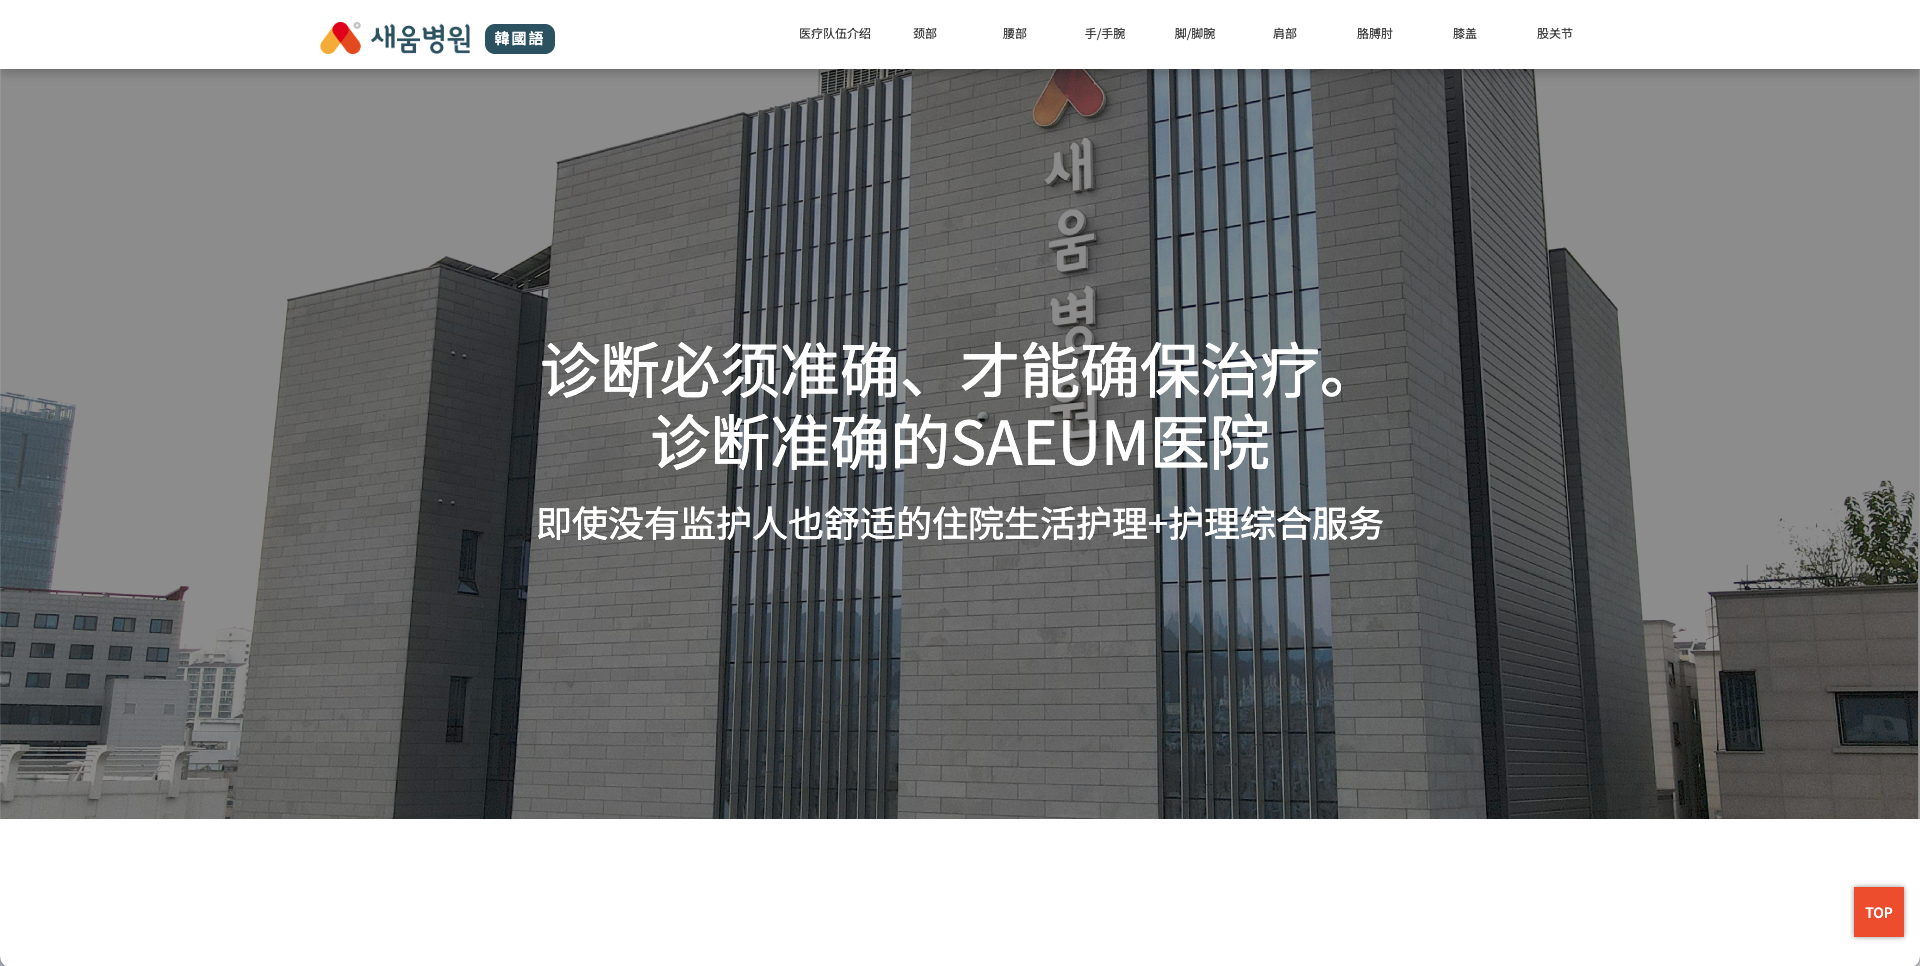 새움병원
韓國語
医疗队伍介绍
颈部
腰部
手/手腕
脚/脚腕
肩部
胳膊肘
膝盖
股关节
새움병원
诊断必须准确、才能确保治疗。
诊断准确的SAEUM医院
即使没有监护人也舒适的住院生活护理+护理综合服务
TOP